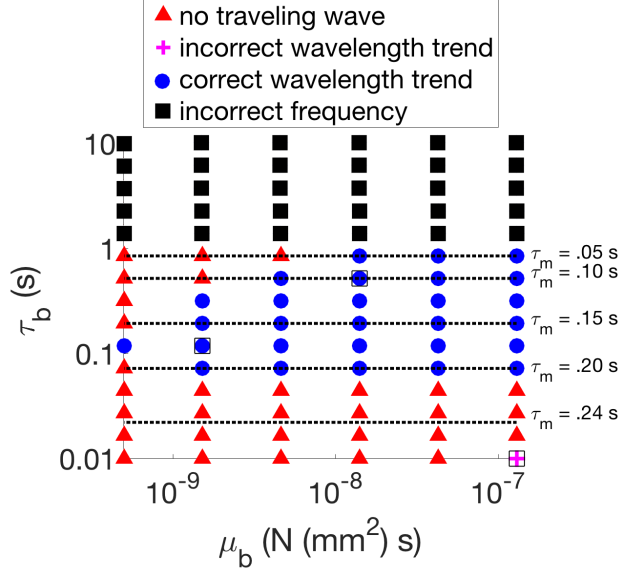 no traveling wave
incorrect wavelength trend
correct wavelength trend
incorrect frequency
10
1
0.1
0.01
τb (s)
τm = .05 s
τm = .10 s
τm = .15 s
τm = .20 s
τm = .24 s
10-9
10-8
10-7
μb (N (mm2) s)